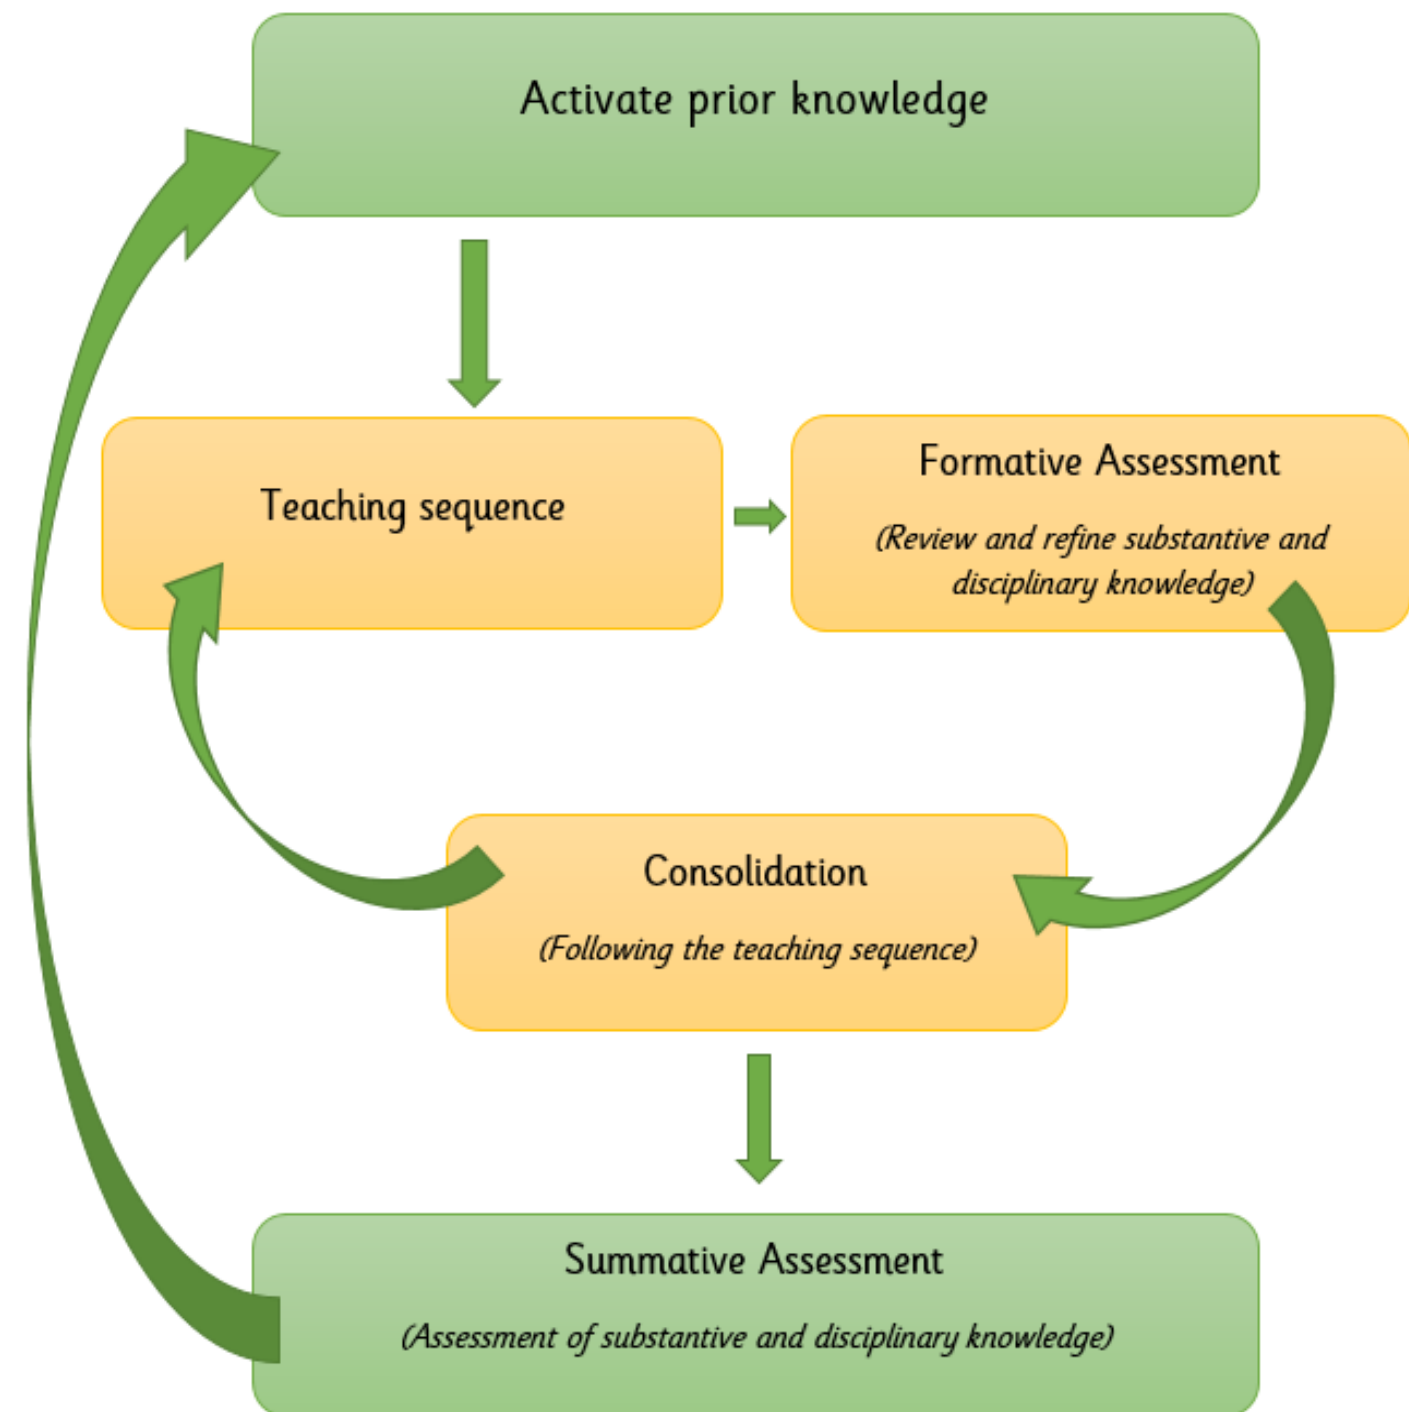 Activate prior knowledge
Teaching sequence
Formative Assessment
(Review and refine substantive and
disciplinary knowledge)
Consolidation
(Following the teaching sequence)
Summative Assessment
(Assessment of substantive and disciplinary knowledge)